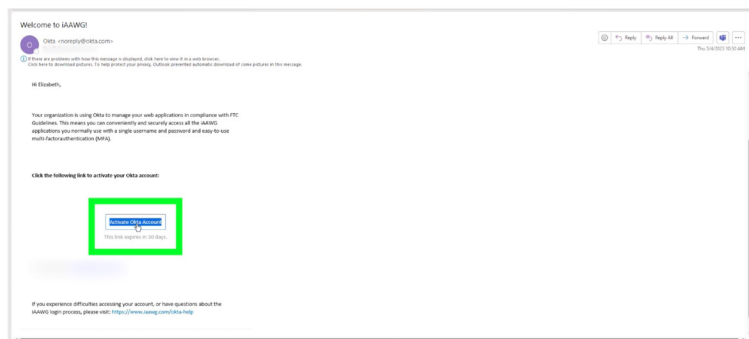 Welcome to iAAWG!
Okta <noreply@okta.com>
Reply Reply All Forward
Thu 5/4/2023 10:30 AM
If there are problems with how this message is displayed, click here to view it in a web browser.
Click here to download pictures. To help protect your privacy, Outlook prevented automatic download of some pictures in this message.
Hi Elizabeth,
Your organization is using Okta to manage your web applications in compliance with FTC
Guidelines. This means you can conveniently and securely access all the iAAWG
applications you normally use with a single username and password and easy-to-use
multi-factorauthentication (MFA).
Click the following link to activate your Okta account:
Activate Okta Account
This link expires in 30 days.
If you experience difficulties accessing your account, or have questions about the
iAAWG login process, please visit: https://www.iaawg.com/okta-help